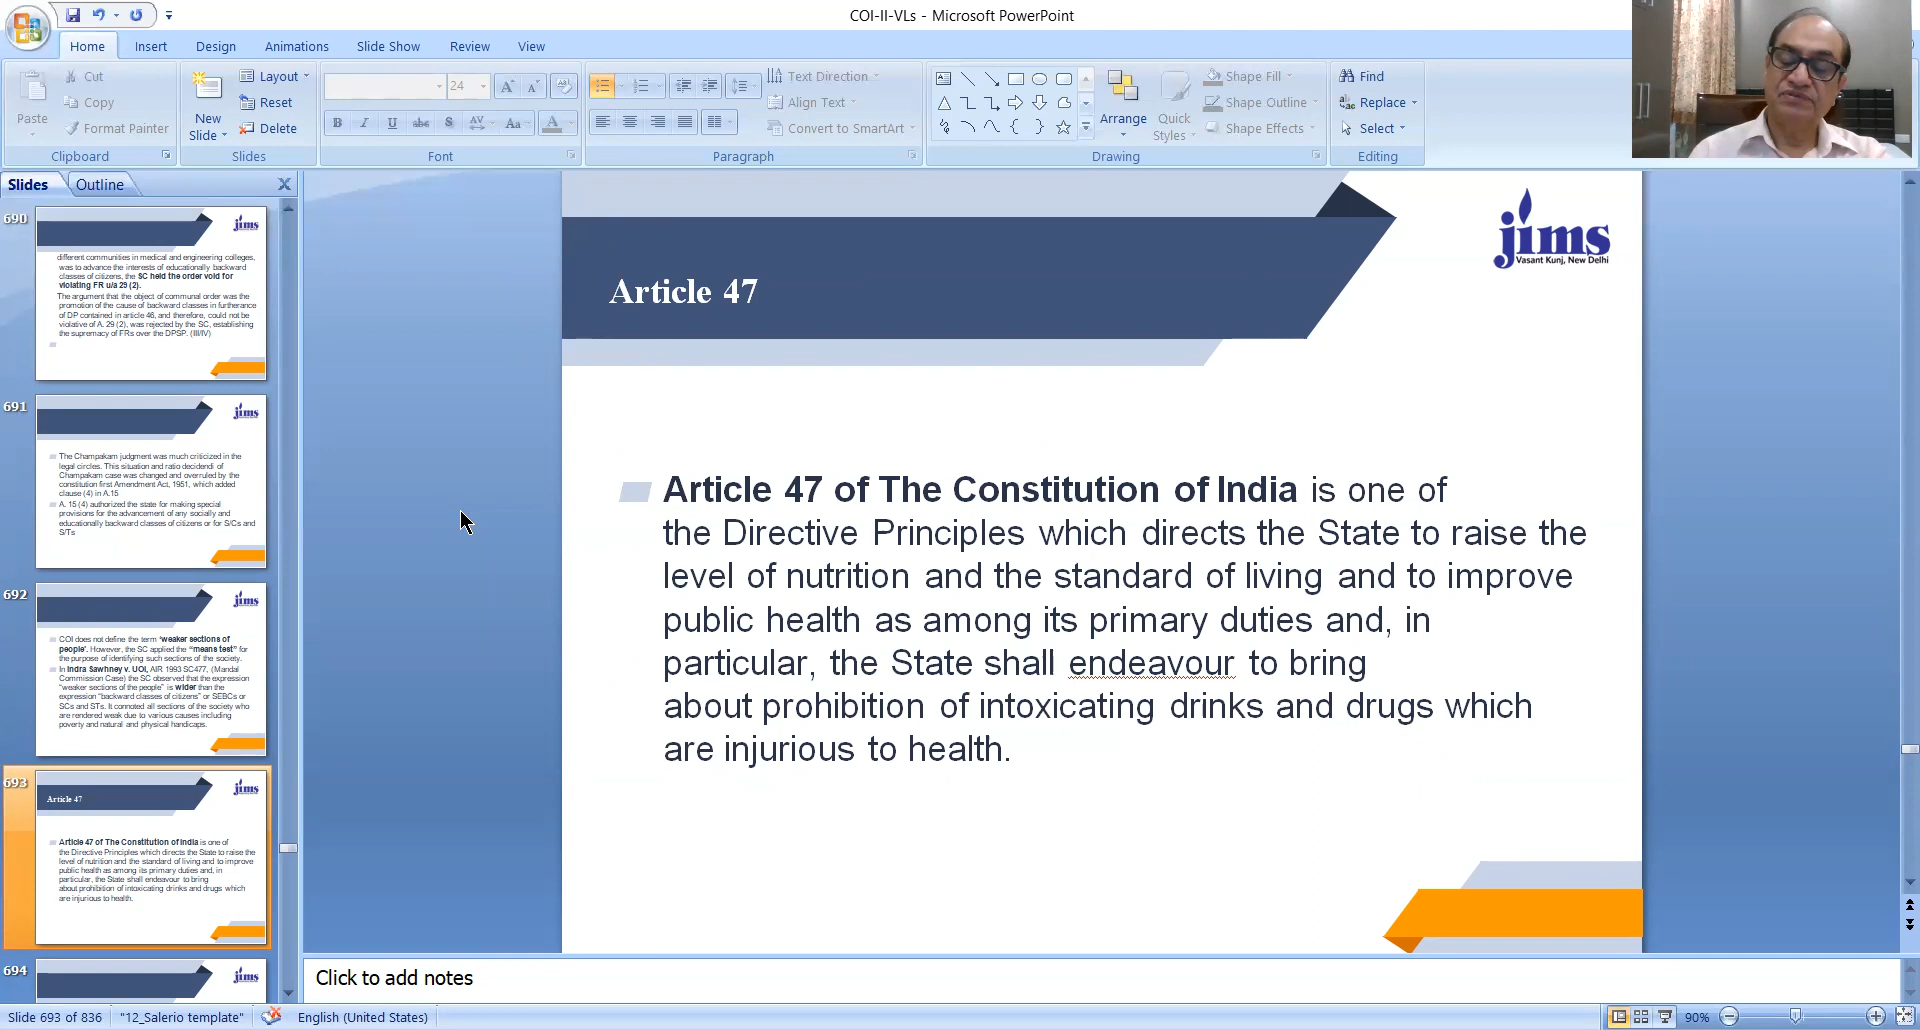 COI-II-VLs - Microsoft PowerPoint
Home Insert Design Animations Slide Show Review View
Paste
Cut
Copy
Format Painter
Clipboard
New
Slide
Layout
Reset
Delete
Slides
24
B I U abc S AV Aa A
Font
Text Direction
Align Text
Convert to SmartArt
Paragraph
Arrange
Quick
Styles
Shape Fill
Shape Outline
Shape Effects
Drawing
Find
Replace
Select
Editing
Slides Outline
690
jims
different communities in medical and engineering colleges,
was to advance the interests of educationally backward
classes of citizens, the SC held the order void for
violating FR u/a 29 (2).
The argument that the object of communal order was the
promotion of the cause of backward classes in furtherance
of DP contained in article 46, and therefore, could not be
violative of A. 29 (2), was rejected by the SC, establishing
the supremacy of FRs over the DPSP. (III/IV)
691
jims
The Champakam judgment was much criticized in the
legal circles. This situation and ratio decidendi of
Champakam case was changed and overruled by the
constitution first Amendment Act, 1951, which added
clause (4) in A.15
A. 15 (4) authorized the state for making special
provisions for the advancement of any socially and
educationally backward classes of citizens or for S/Cs and
S/Ts
692
jims
COI does not define the term 'weaker sections of
people'. However, the SC applied the "means test" for
the purpose of identifying such sections of the society.
In Indra Sawhney v. UOI, AIR 1993 SC477, (Mandal
Commission Case) the SC observed that the expression
"weaker sections of the people" is wider than the
expression "backward classes of citizens" or SEBCs or
SCs and STs. It connoted all sections of the society who
are rendered weak due to various causes including
poverty and natural and physical handicaps.
693
jims
Article 47
Article 47 of The Constitution of India is one of
the Directive Principles which directs the State to raise the
level of nutrition and the standard of living and to improve
public health as among its primary duties and, in
particular, the State shall endeavour to bring
about prohibition of intoxicating drinks and drugs which
are injurious to health.
694
jims
jims
Vasant Kunj, New Delhi
Article 47
Article 47 of The Constitution of India is one of
the Directive Principles which directs the State to raise the
level of nutrition and the standard of living and to improve
public health as among its primary duties and, in
particular, the State shall endeavour to bring
about prohibition of intoxicating drinks and drugs which
are injurious to health.
Click to add notes
Slide 693 of 836 "12_Salerio template" English (United States) 90%